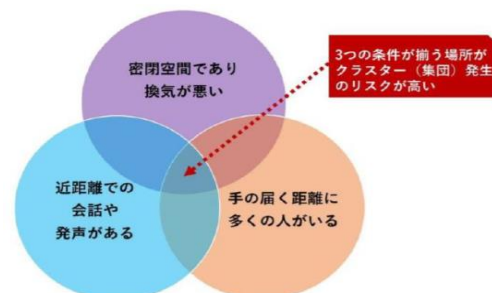 密閉空間であり
換気が悪い
3つの条件が揃う場所が
クラスター（集団）発生
のリスクが高い
近距離での
会話や
発声がある
手の届く距離に
多くの人がいる